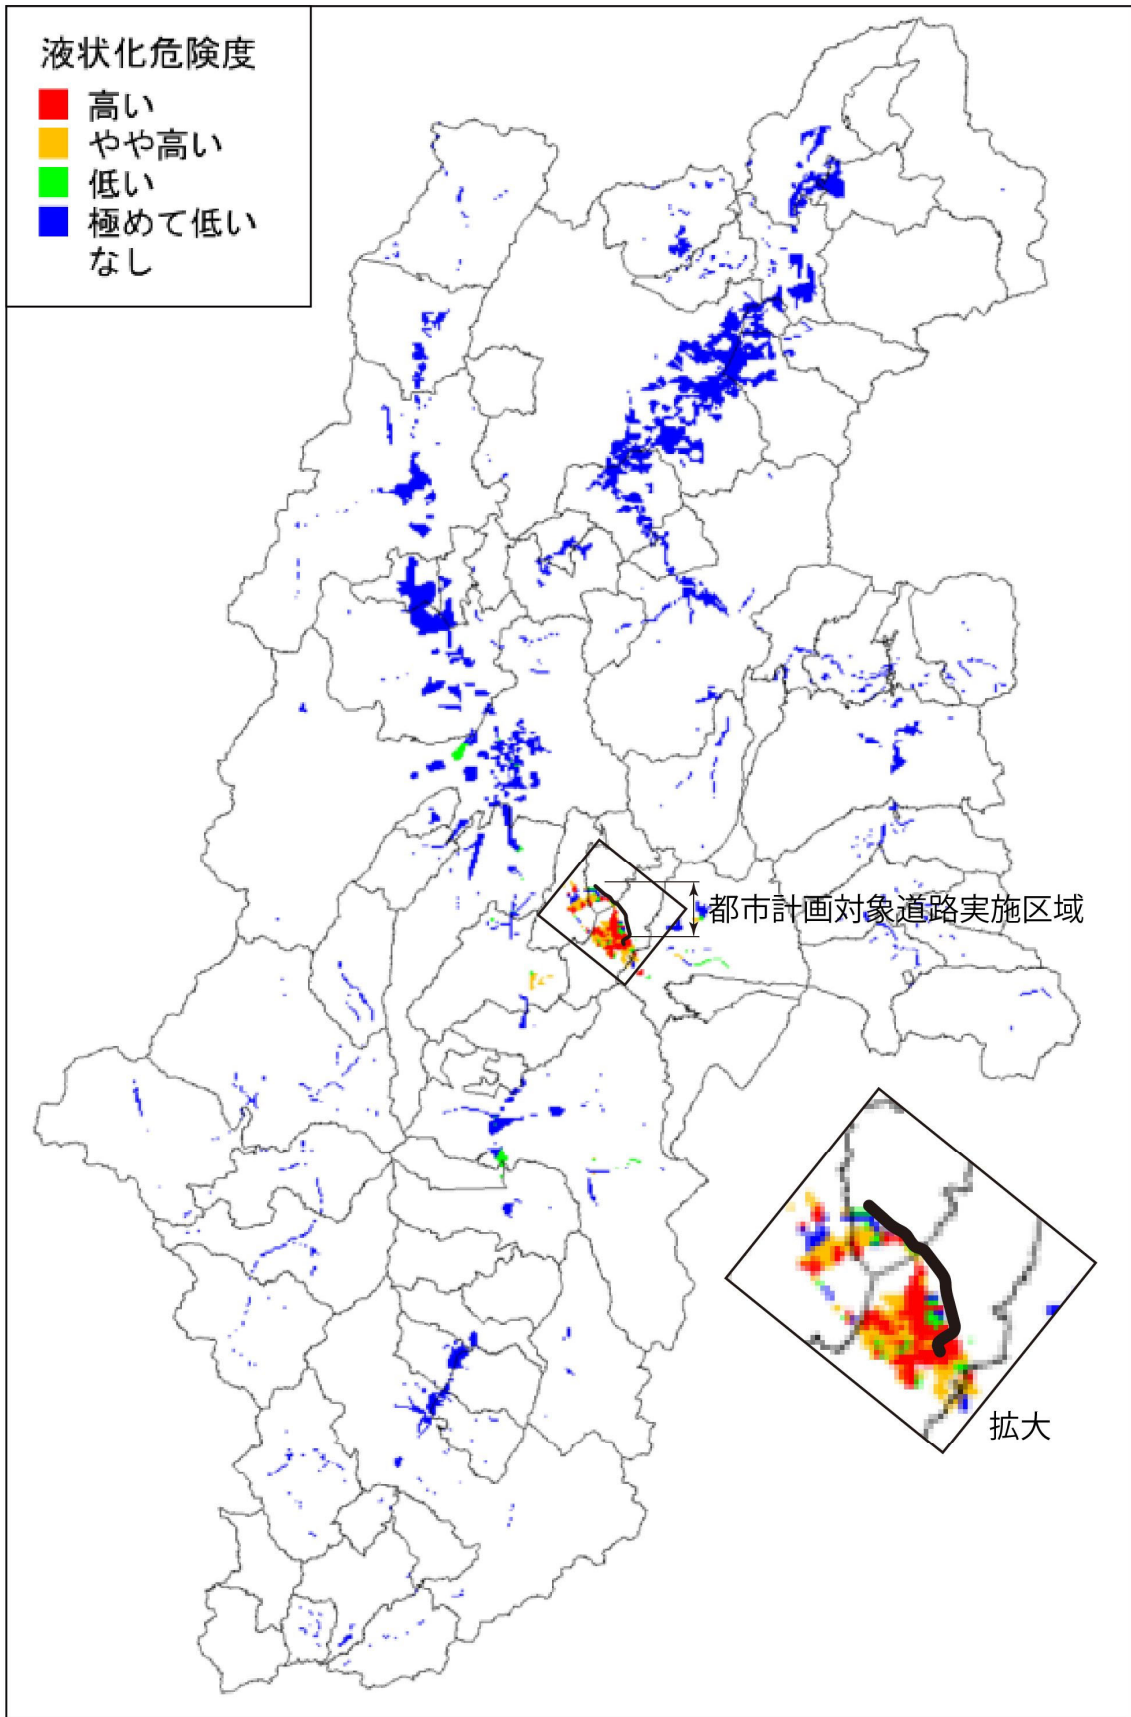 液状化危険度
高い
やや高い
低い
極めて低い
なし
都市計画対象道路実施区域
拡大